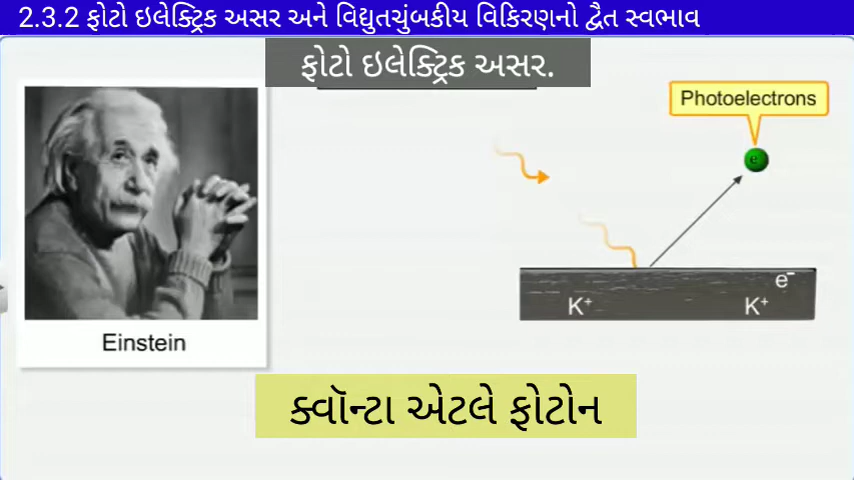 2.3.2 ફોટો ઇલેક્ટ્રિક અસર અને વિદ્યુતચુંબકીય વિકિરણનો દ્વૈત સ્વભાવ
ફોટો ઇલેક્ટ્રિક અસર.
Photoelectrons
e⁻
e⁻
K⁺ K⁺
Einstein
ક્વૉન્ટા એટલે ફોટોન